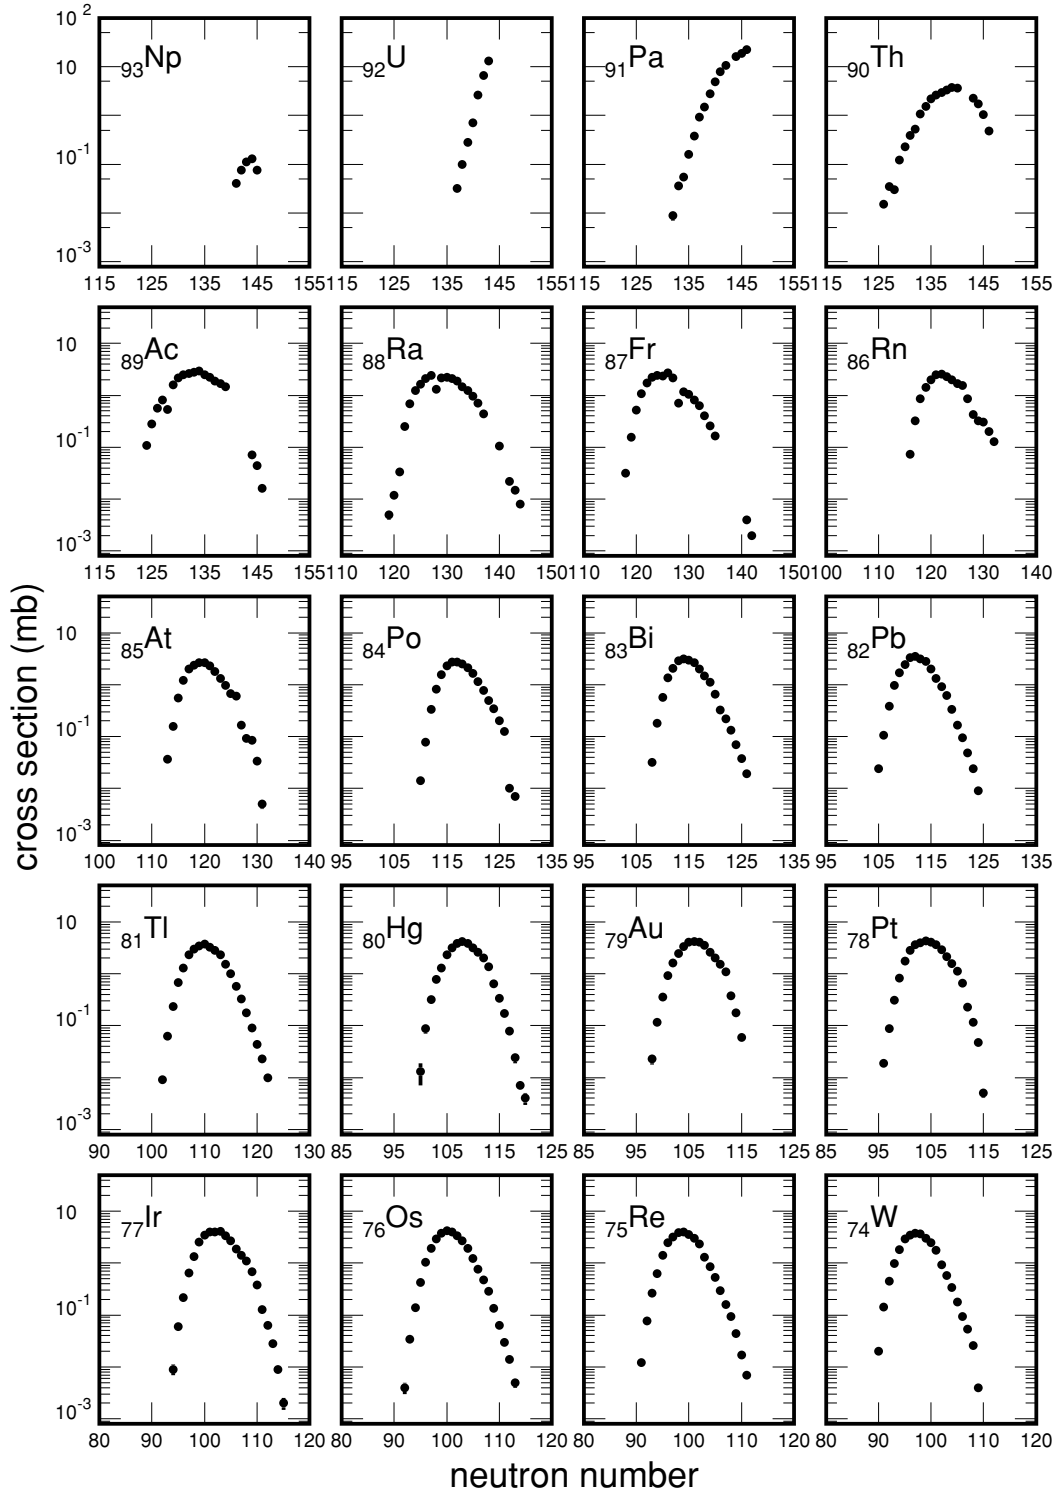 10 2
10
10 -1
10 -3
93Np
92U
91Pa
90Th
115 125 135 145 155115 125 135 145 155115 125 135 145 155115 125 135 145 155
10
10 -1
10 -3
89Ac
88Ra
87Fr
86Rn
115 125 135 145 155110 120 130 140 150110 120 130 140 150100 110 120 130 140
cross section (mb)
10
10 -1
10 -3
85At
84Po
83Bi
82Pb
100 110 120 130 140 95 105 115 125 135 95 105 115 125 135 95 105 115 125 135
10
10 -1
10 -3
81Tl
80Hg
79Au
78Pt
90 100 110 120 130 85 95 105 115 125 85 95 105 115 125 85 95 105 115 125
10
10 -1
10 -3
77Ir
76Os
75Re
74W
80 90 100 110 120 80 90 100 110 120 80 90 100 110 120 80 90 100 110 120
neutron number